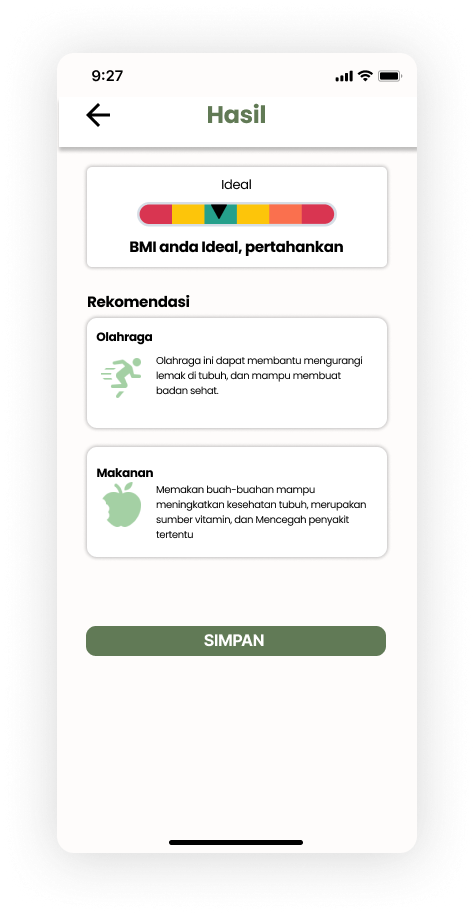 9:27
Hasil
Ideal
BMI anda Ideal, pertahankan
Rekomendasi
Olahraga
Olahraga ini dapat membantu mengurangi
lemak di tubuh, dan mampu membuat
badan sehat.
Makanan
Memakan buah-buahan mampu
meningkatkan kesehatan tubuh, merupakan
sumber vitamin, dan Mencegah penyakit
tertentu
SIMPAN